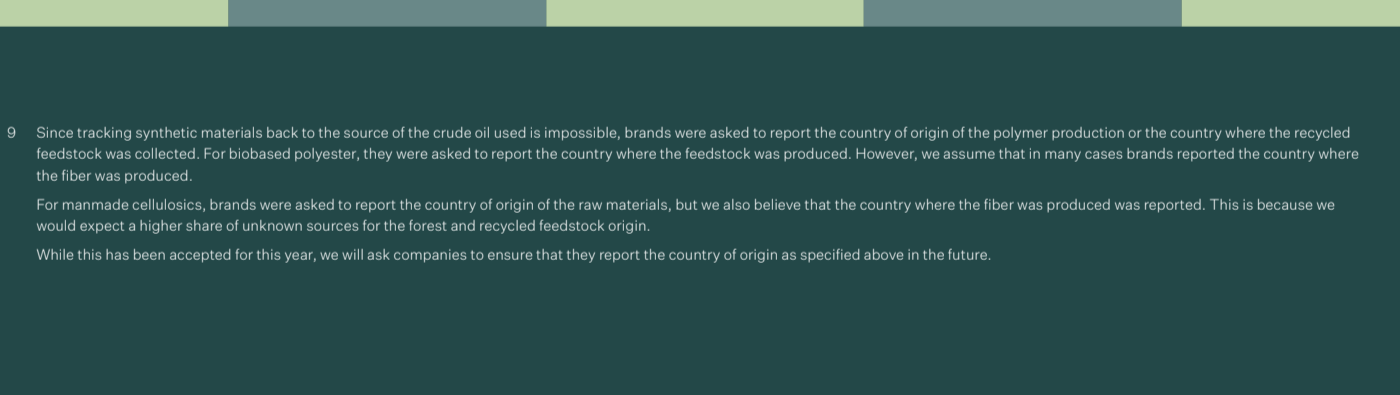 9 Since tracking synthetic materials back to the source of the crude oil used is impossible, brands were asked to report the country of origin of the polymer production or the country where the recycled
feedstock was collected. For biobased polyester, they were asked to report the country where the feedstock was produced. However, we assume that in many cases brands reported the country where
the fiber was produced.
For manmade cellulosics, brands were asked to report the country of origin of the raw materials, but we also believe that the country where the fiber was produced was reported. This is because we
would expect a higher share of unknown sources for the forest and recycled feedstock origin.
While this has been accepted for this year, we will ask companies to ensure that they report the country of origin as specified above in the future.